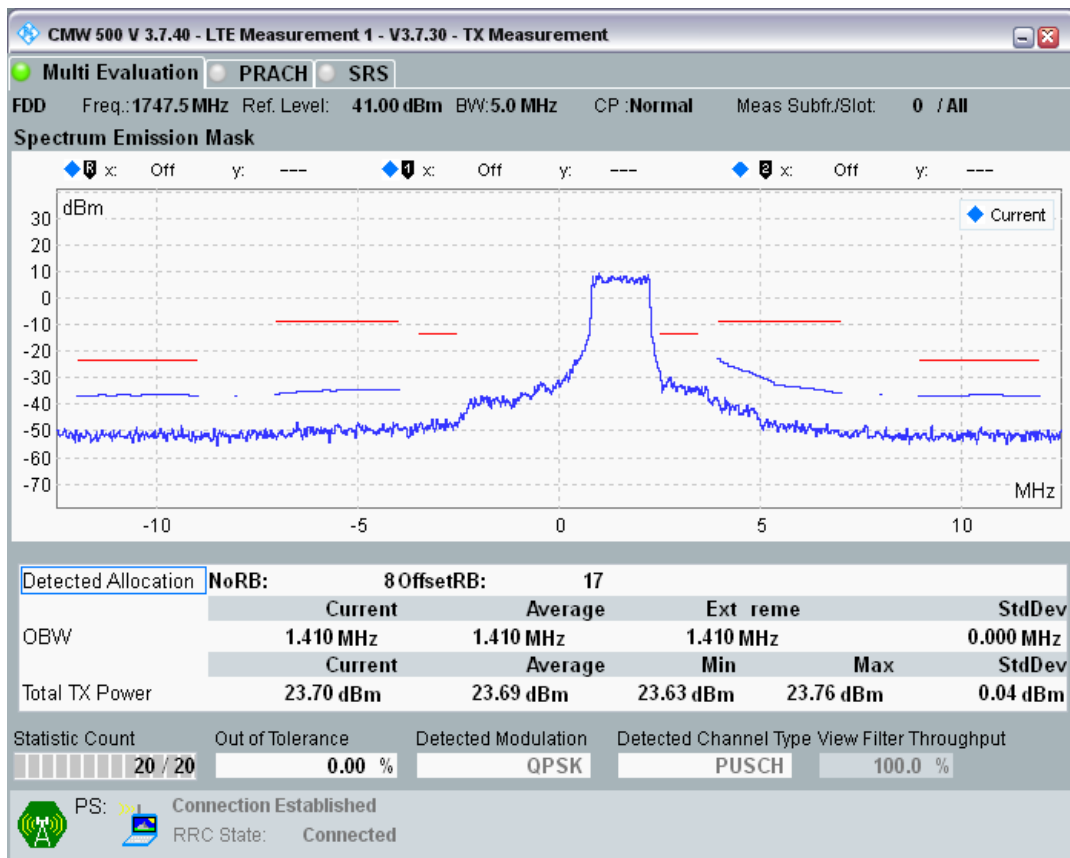 CMW 500 V 3.7.40 - LTE Measurement 1 - V3.7.30 - TX Measurement
Multi Evaluation PRACH SRS
FDD Freq.: 1747.5 MHz Ref. Level: 41.00 dBm BW: 5.0 MHz CP : Normal Meas Subfr./Slot: 0 / All
Spectrum Emission Mask
R x: Off y: --- 1 x: Off y: --- 2 x: Off y: ---
dBm
Current
30
20
10
0
-10
-20
-30
-40
-50
-60
-70
MHz
-10 -5 0 5 10
Detected Allocation NoRB: 8 OffsetRB: 17
Current Average Ext reme StdDev
OBW 1.410 MHz 1.410 MHz 1.410 MHz 0.000 MHz
Current Average Min Max StdDev
Total TX Power 23.70 dBm 23.69 dBm 23.63 dBm 23.76 dBm 0.04 dBm
Statistic Count Out of Tolerance Detected Modulation Detected Channel Type View Filter Throughput
20 / 20 0.00 % QPSK PUSCH 100.0 %
PS: Connection Established
RRC State: Connected